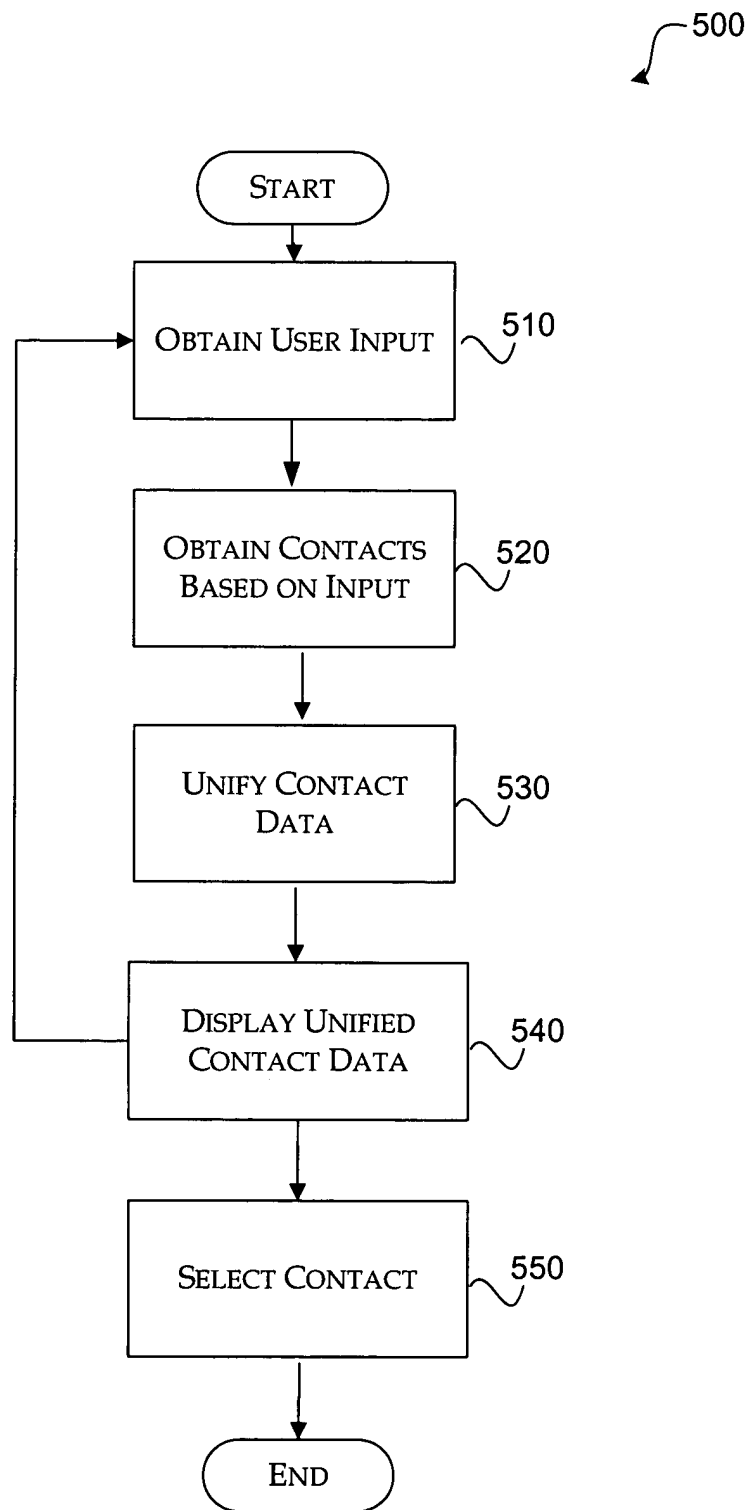 500
START
OBTAIN USER INPUT
510
OBTAIN CONTACTS
BASED ON INPUT
520
UNIFY CONTACT
DATA
530
DISPLAY UNIFIED
CONTACT DATA
540
SELECT CONTACT
550
END